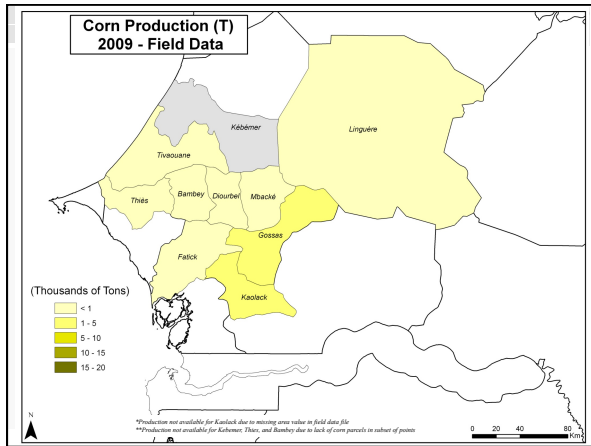 Corn Production (T)
2009 - Field Data
Kébémer
Linguère
Tivaouane
Thiès
Bambey
Diourbel
Mbacké
Gossas
Fatick
Kaolack
(Thousands of Tons)
< 1
1 - 5
5 - 10
10 - 15
15 - 20
N
*Production not available for Kaolack due to missing area value in field data file
**Production not available for Kebemer, Thies, and Bambey due to lack of corn parcels in subset of points
0 20 40 80
Km